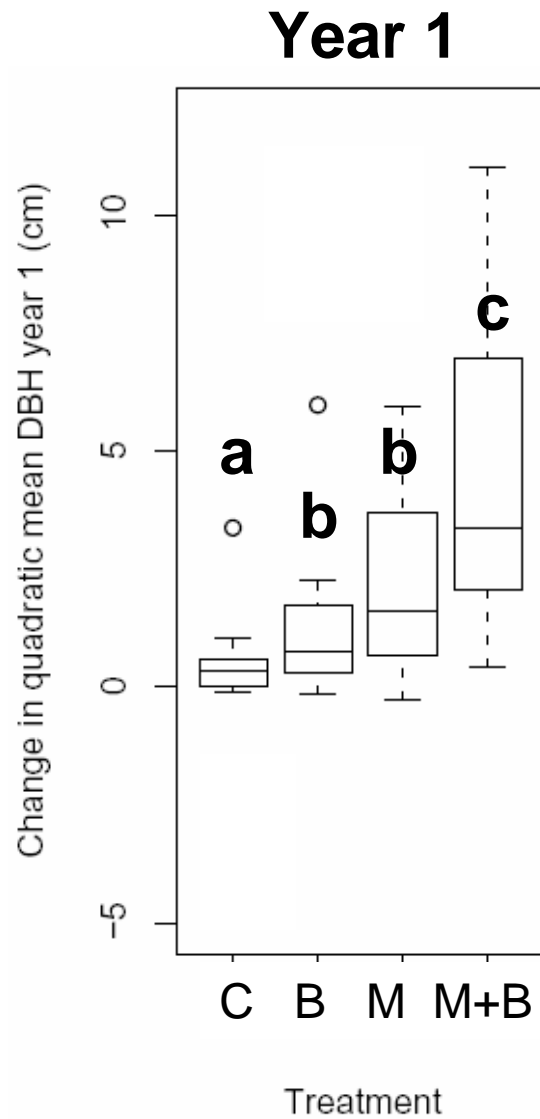 Year 1
Change in quadratic mean DBH year 1 (cm)
10
5
0
−5
a
b
b
c
C B M M+B
Treatment